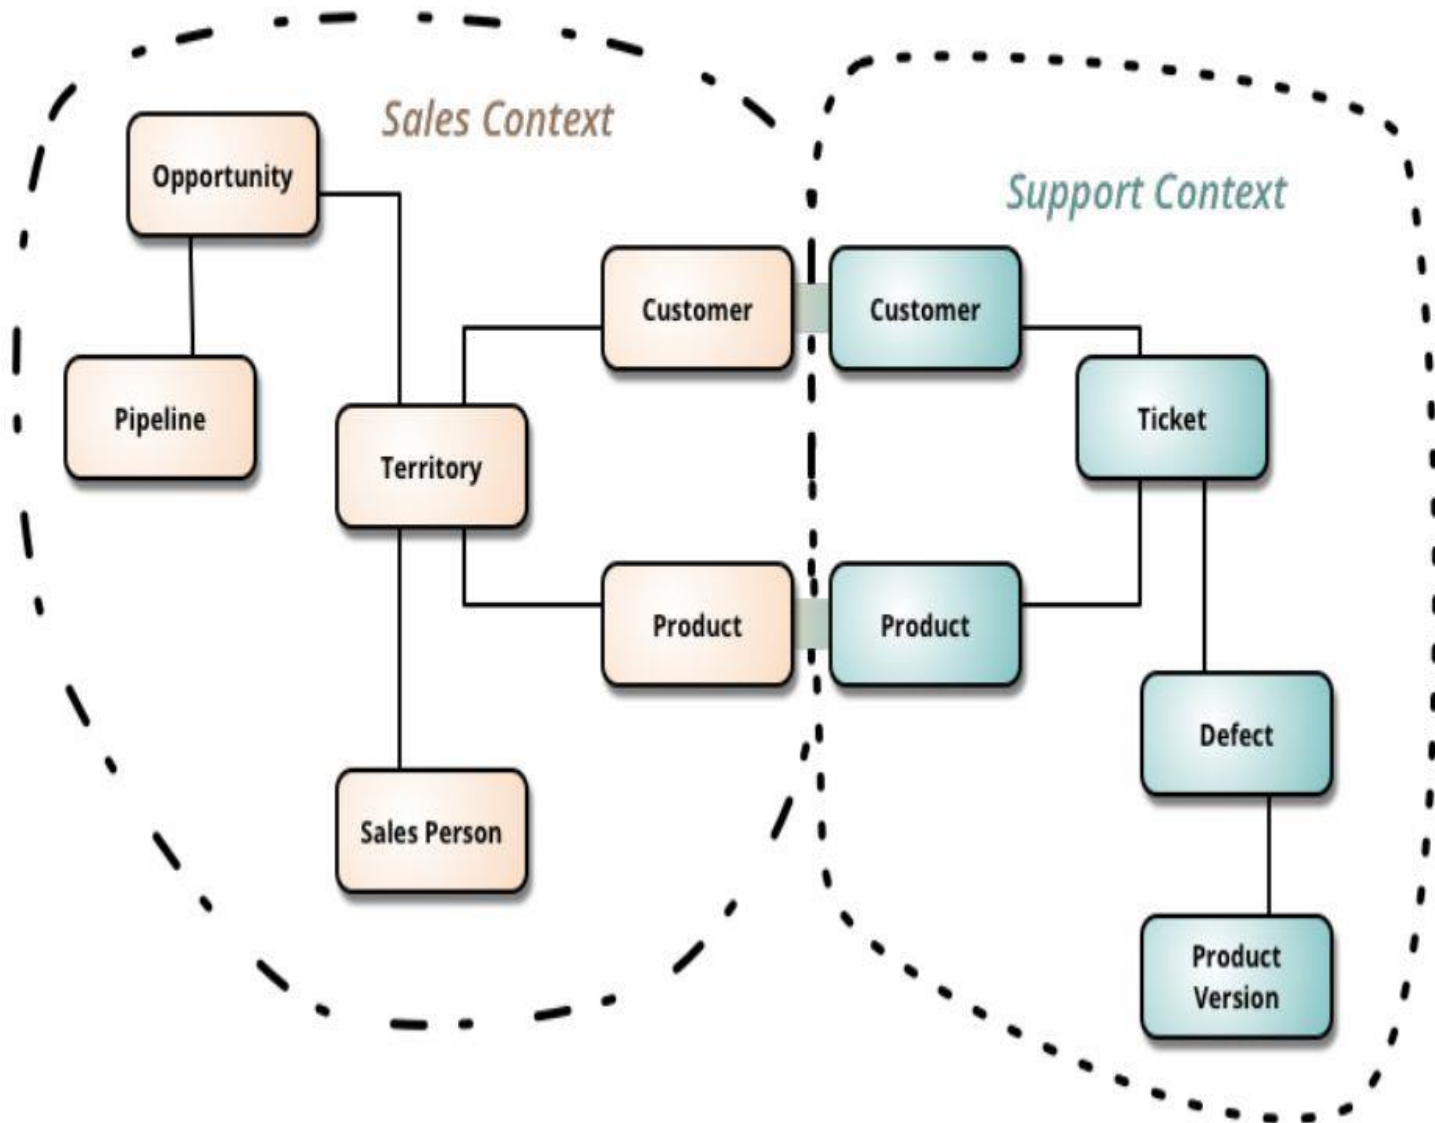 Sales Context
Opportunity
Support Context
Customer
Customer
Pipeline
Ticket
Territory
Product
Product
Defect
Sales Person
Product
Version